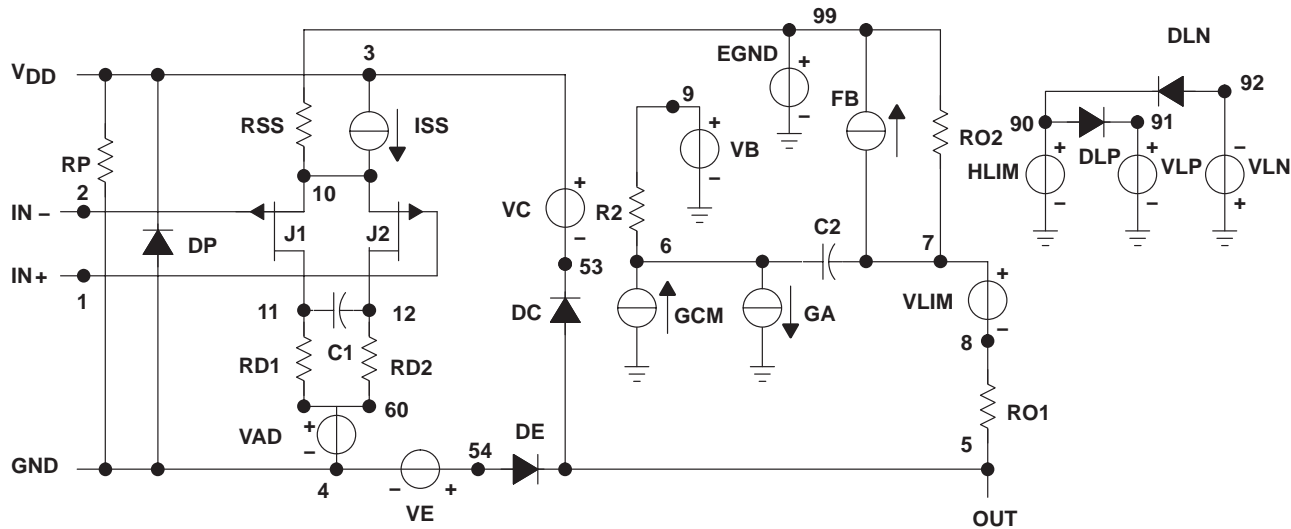 99
DLN
3
EGND
+
V DD
92
9
FB
+
90
91
RSS
ISS
RO2
−
+
VB
RP
−
+
DLP
+
−
HLIM
VLP
VLN
10
2
+
−
−
+
IN −
VC
R2
C2
J1
J2
−
DP
6
7
IN+
53
1
+
11
12
DC
GCM
GA
VLIM
−
C1
8
RD1
RD2
60
RO1
+
VAD
DE
−
54
5
GND
4
−
+
VE
OUT